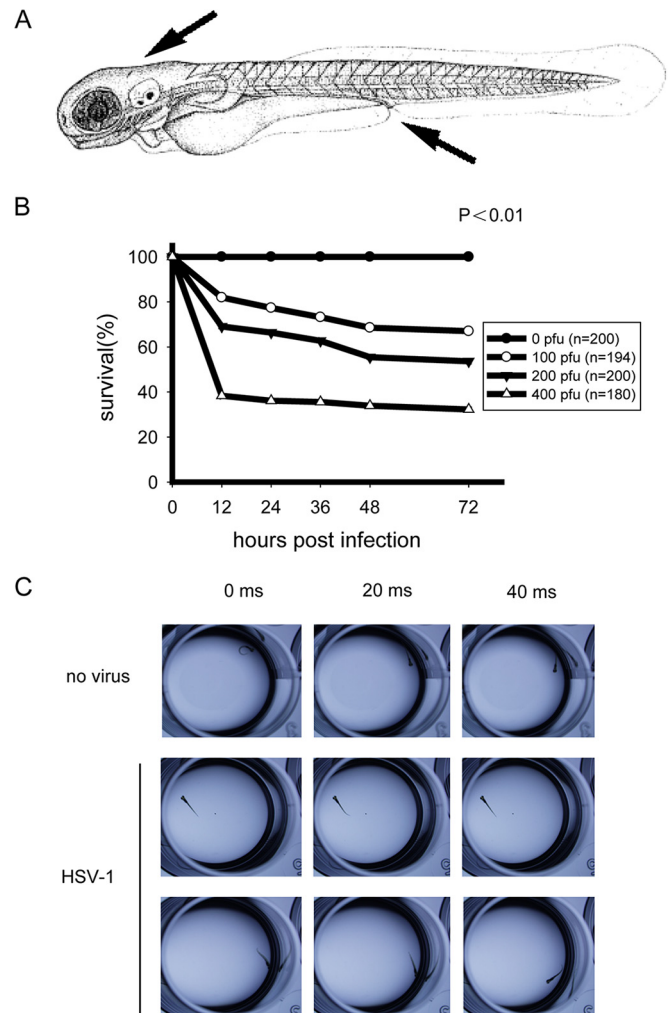 A
B
P<0.01
100
80
60
40
20
0
survival(%)
0 12 24 36 48 72
hours post infection
0 pfu (n=200)
100 pfu (n=194)
200 pfu (n=200)
400 pfu (n=180)
C
0 ms 20 ms 40 ms
no virus
HSV-1